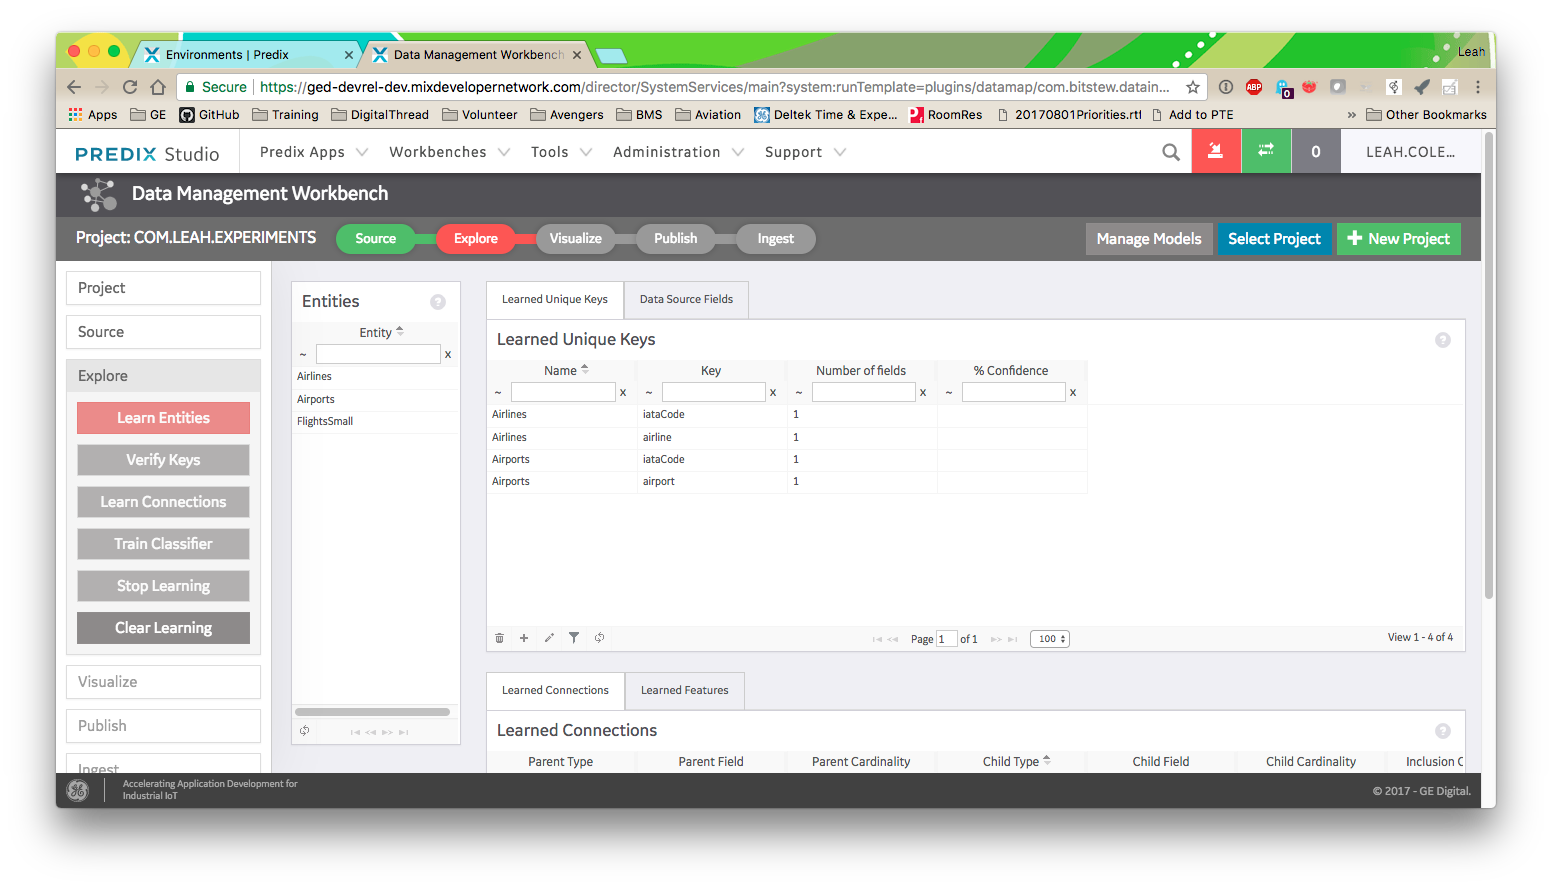 Environments | Predix
Data Management Workbench
Leah
Secure
https://ged-devrel-dev.mixdevelopernetwork.com/director/SystemServices/main?system:runTemplate=plugins/datamap/com.bitstew.datain...
ABP
0
Apps GE GitHub Training DigitalThread Volunteer Avengers BMS Aviation Deltek Time & Expe... RoomRes 20170801Priorities.rtf Add to PTE » Other Bookmarks
PREDIX Studio
Predix Apps Workbenches Tools Administration Support
0
LEAH.COLE...
Data Management Workbench
Project: COM.LEAH.EXPERIMENTS
Source Explore Visualize Publish Ingest
Manage Models Select Project + New Project
Project
Source
Explore
Learn Entities
Verify Keys
Learn Connections
Train Classifier
Stop Learning
Clear Learning
Visualize
Publish
Ingest
Entities ?
Entity
~ x
Airlines
Airports
FlightsSmall
Learned Unique Keys Data Source Fields
Learned Unique Keys ?
Name Key Number of fields % Confidence
~ x ~ x ~ x ~ x
Airlines iataCode 1
Airlines airline 1
Airports iataCode 1
Airports airport 1
Page 1 of 1 100
View 1 - 4 of 4
Learned Connections Learned Features
Learned Connections ?
Parent Type Parent Field Parent Cardinality Child Type Child Field Child Cardinality Inclusion C
Accelerating Application Development for
Industrial IoT
© 2017 - GE Digital.